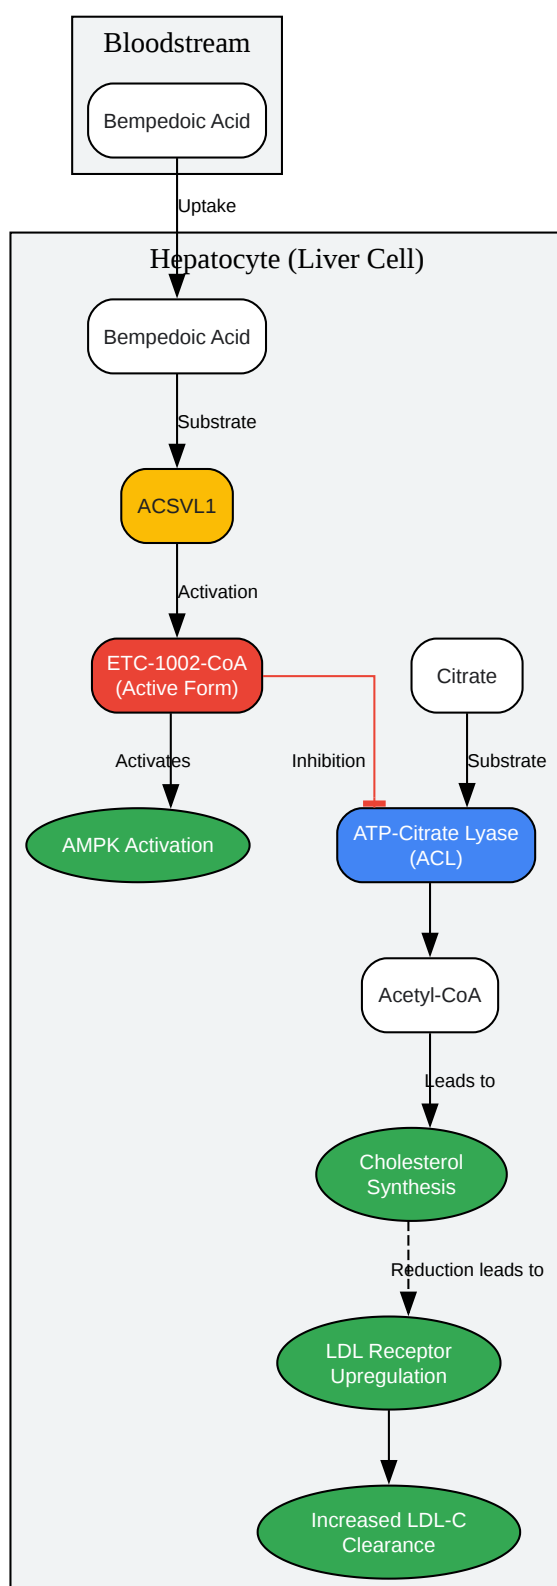 Bloodstream
Bempedoic Acid
Uptake
Hepatocyte (Liver Cell)
Bempedoic Acid
Substrate
ACSVL1
Activation
ETC-1002-CoA
(Active Form)
Citrate
Activates
Inhibition
Substrate
AMPK Activation
ATP-Citrate Lyase
(ACL)
Acetyl-CoA
Leads to
Cholesterol
Synthesis
Reduction leads to
LDL Receptor
Upregulation
Increased LDL-C
Clearance